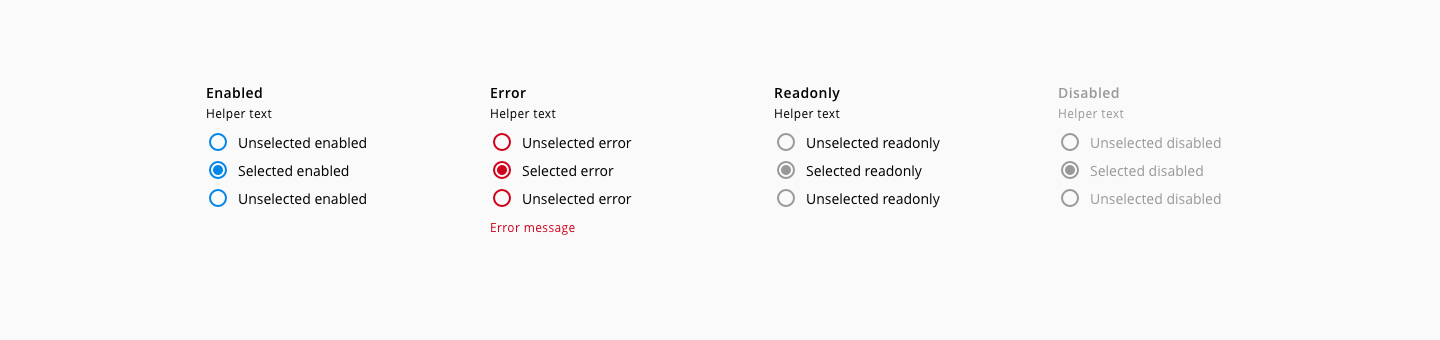 Enabled
Helper text
Unselected enabled
Selected enabled
Unselected enabled
Error
Helper text
Unselected error
Selected error
Unselected error
Error message
Readonly
Helper text
Unselected readonly
Selected readonly
Unselected readonly
Disabled
Helper text
Unselected disabled
Selected disabled
Unselected disabled